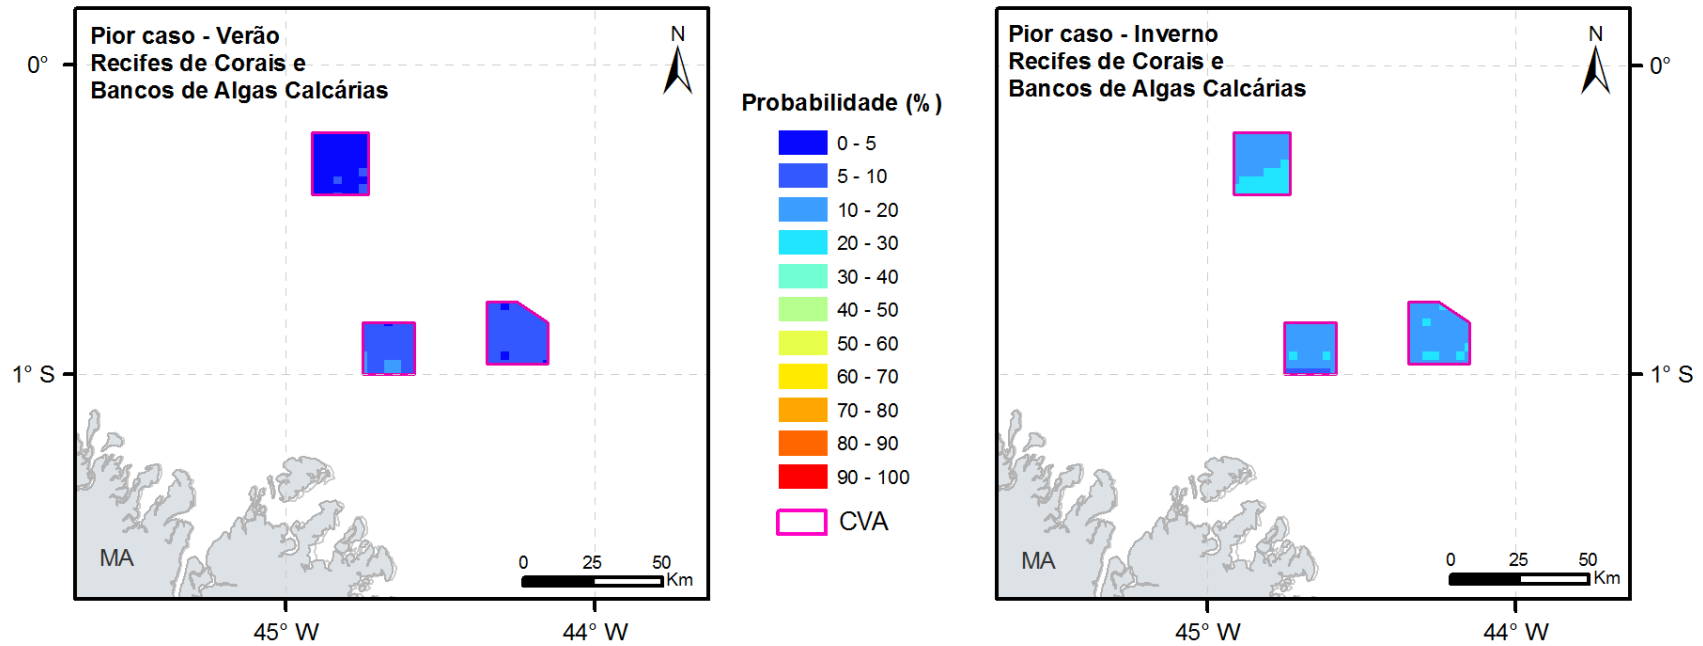 Pior caso - Verão
Recifes de Corais e
Bancos de Algas Calcárias
N
0°
1° S
MA
0 25 50
Km
45° W 44° W
Probabilidade (%)
0 - 5
5 - 10
10 - 20
20 - 30
30 - 40
40 - 50
50 - 60
60 - 70
70 - 80
80 - 90
90 - 100
CVA
Pior caso - Inverno
Recifes de Corais e
Bancos de Algas Calcárias
N
0°
1° S
MA
0 25 50
Km
45° W 44° W